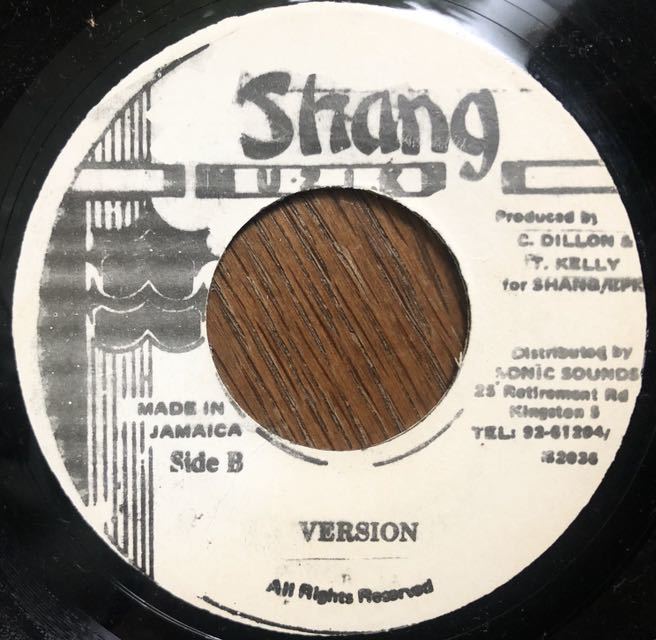 Shang
MUZIK
Produced by
C. DILLON &
T. KELLY
for SHANG/EPK
Distributed by
SONIC SOUNDS
25 Retirement Rd
Kingston 5
TEL: 92-61204/
MADE IN
JAMAICA
Side B
VERSION
All Rights Reserved